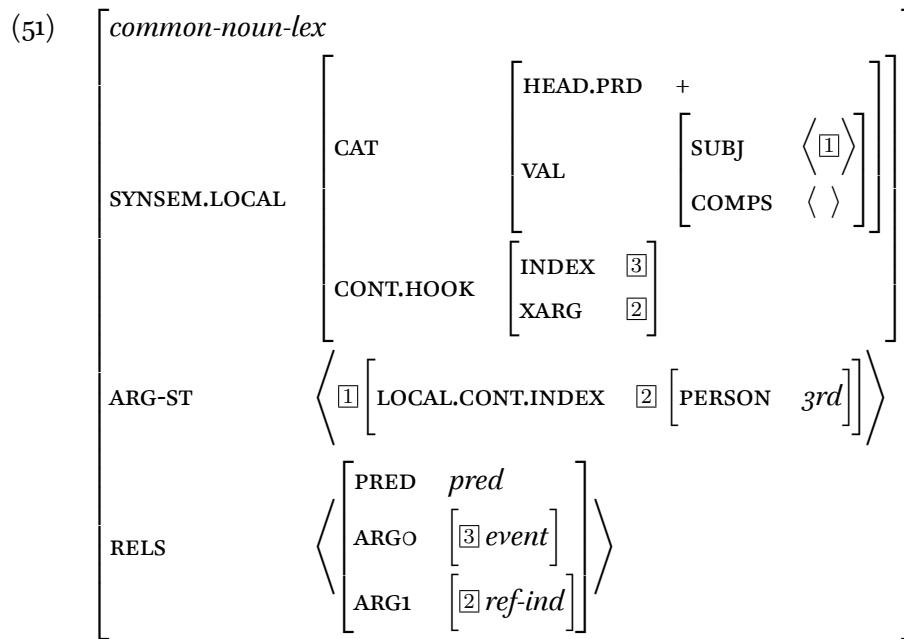 (51)
common-noun-lex
HEAD.PRD +
CAT
SUBJ ⟨ 1 ⟩
VAL
SYNSEM.LOCAL
COMPS ⟨ ⟩
INDEX 3
CONT.HOOK
XARG 2
ARG-ST ⟨ 1 [ LOCAL.CONT.INDEX 2 [ PERSON 3rd ] ] ⟩
PRED pred
RELS ARG0 [ 3 event ]
ARG1 [ 2 ref-ind ]